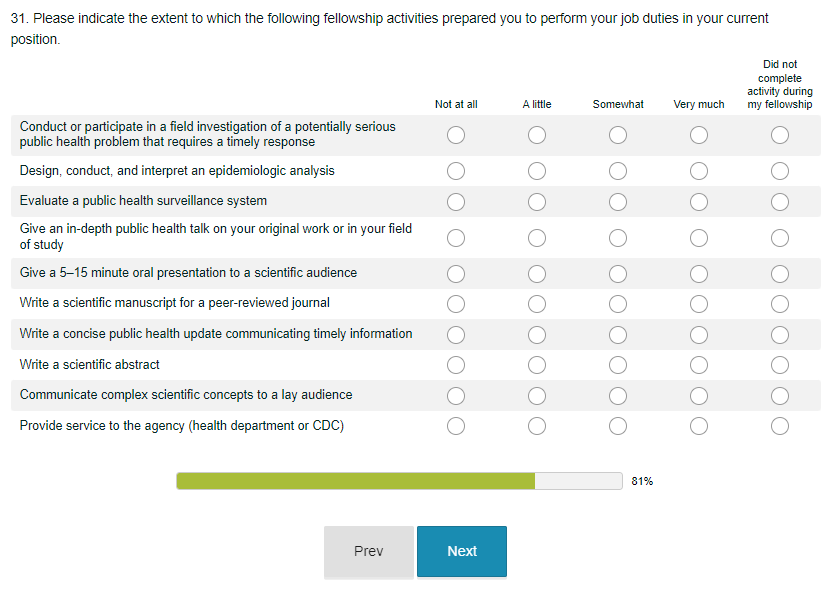 31. Please indicate the extent to which the following fellowship activities prepared you to perform your job duties in your current
position.
Not at all
A little
Somewhat
Very much
Did not
complete
activity during
my fellowship
Conduct or participate in a field investigation of a potentially serious
public health problem that requires a timely response
Design, conduct, and interpret an epidemiologic analysis
Evaluate a public health surveillance system
Give an in-depth public health talk on your original work or in your field
of study
Give a 5–15 minute oral presentation to a scientific audience
Write a scientific manuscript for a peer-reviewed journal
Write a concise public health update communicating timely information
Write a scientific abstract
Communicate complex scientific concepts to a lay audience
Provide service to the agency (health department or CDC)
81%
Prev
Next